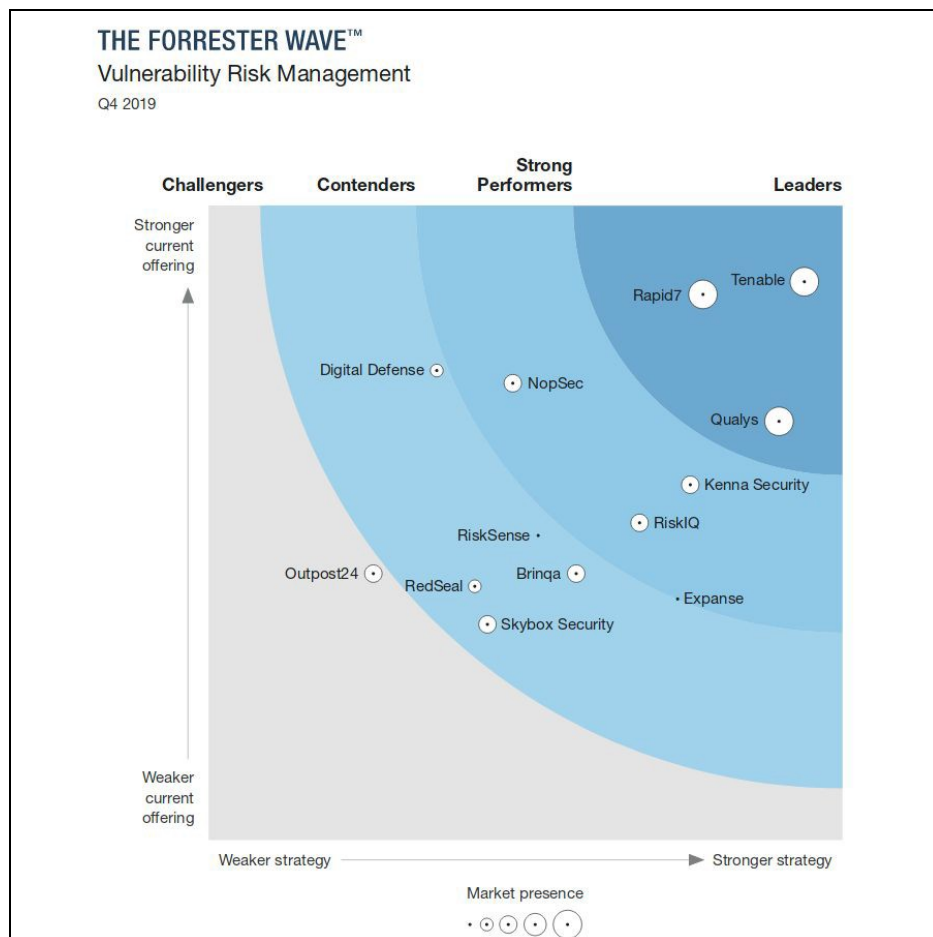 THE FORRESTER WAVE™
Vulnerability Risk Management
Q4 2019
Strong
Challengers Contenders Performers Leaders
Stronger
current
offering
Tenable
Rapid7
Digital Defense
NopSec
Qualys
Kenna Security
RiskIQ
RiskSense
Outpost24
Brinqa
RedSeal
Expanse
Skybox Security
Weaker
current
offering
Weaker strategy Stronger strategy
Market presence